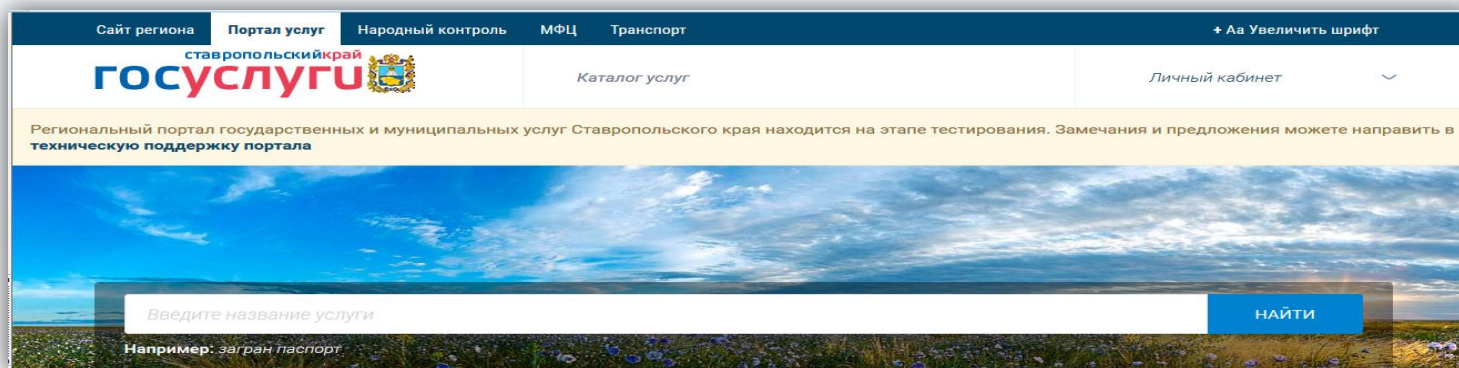 Сайт региона Портал услуг Народный контроль МФЦ Транспорт + Аа Увеличить шрифт
ставропольскийкрай
госуслуги
Каталог услуг Личный кабинет
Региональный портал государственных и муниципальных услуг Ставропольского края находится на этапе тестирования. Замечания и предложения можете направить в
техническую поддержку портала
Введите название услуги НАЙТИ
Например: загран паспорт